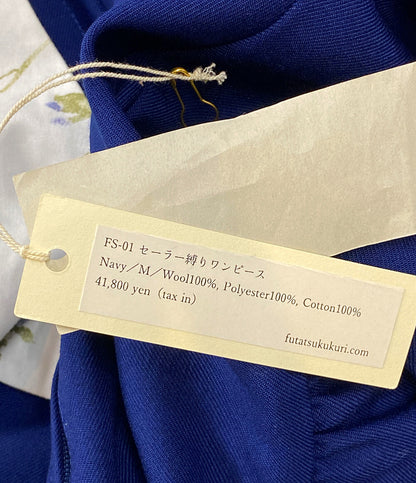 FS-01 セーラー縛りワンピース
Navy／M／Wool100%, Polyester100%, Cotton100%
41,800 yen（tax in）
futatsukukuri.com